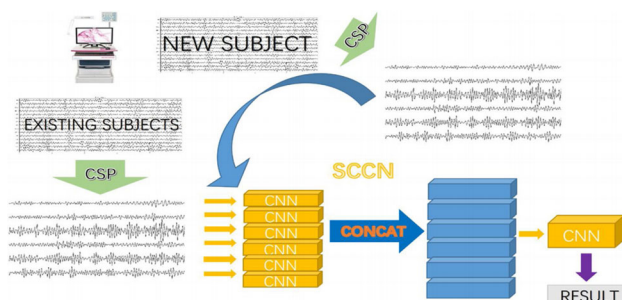 NEW SUBJECT
CSP
EXISTING SUBJECTS
CSP
SCCN
CNN
CNN
CNN
CNN
CNN
CNN
CONCAT
CNN
RESULT